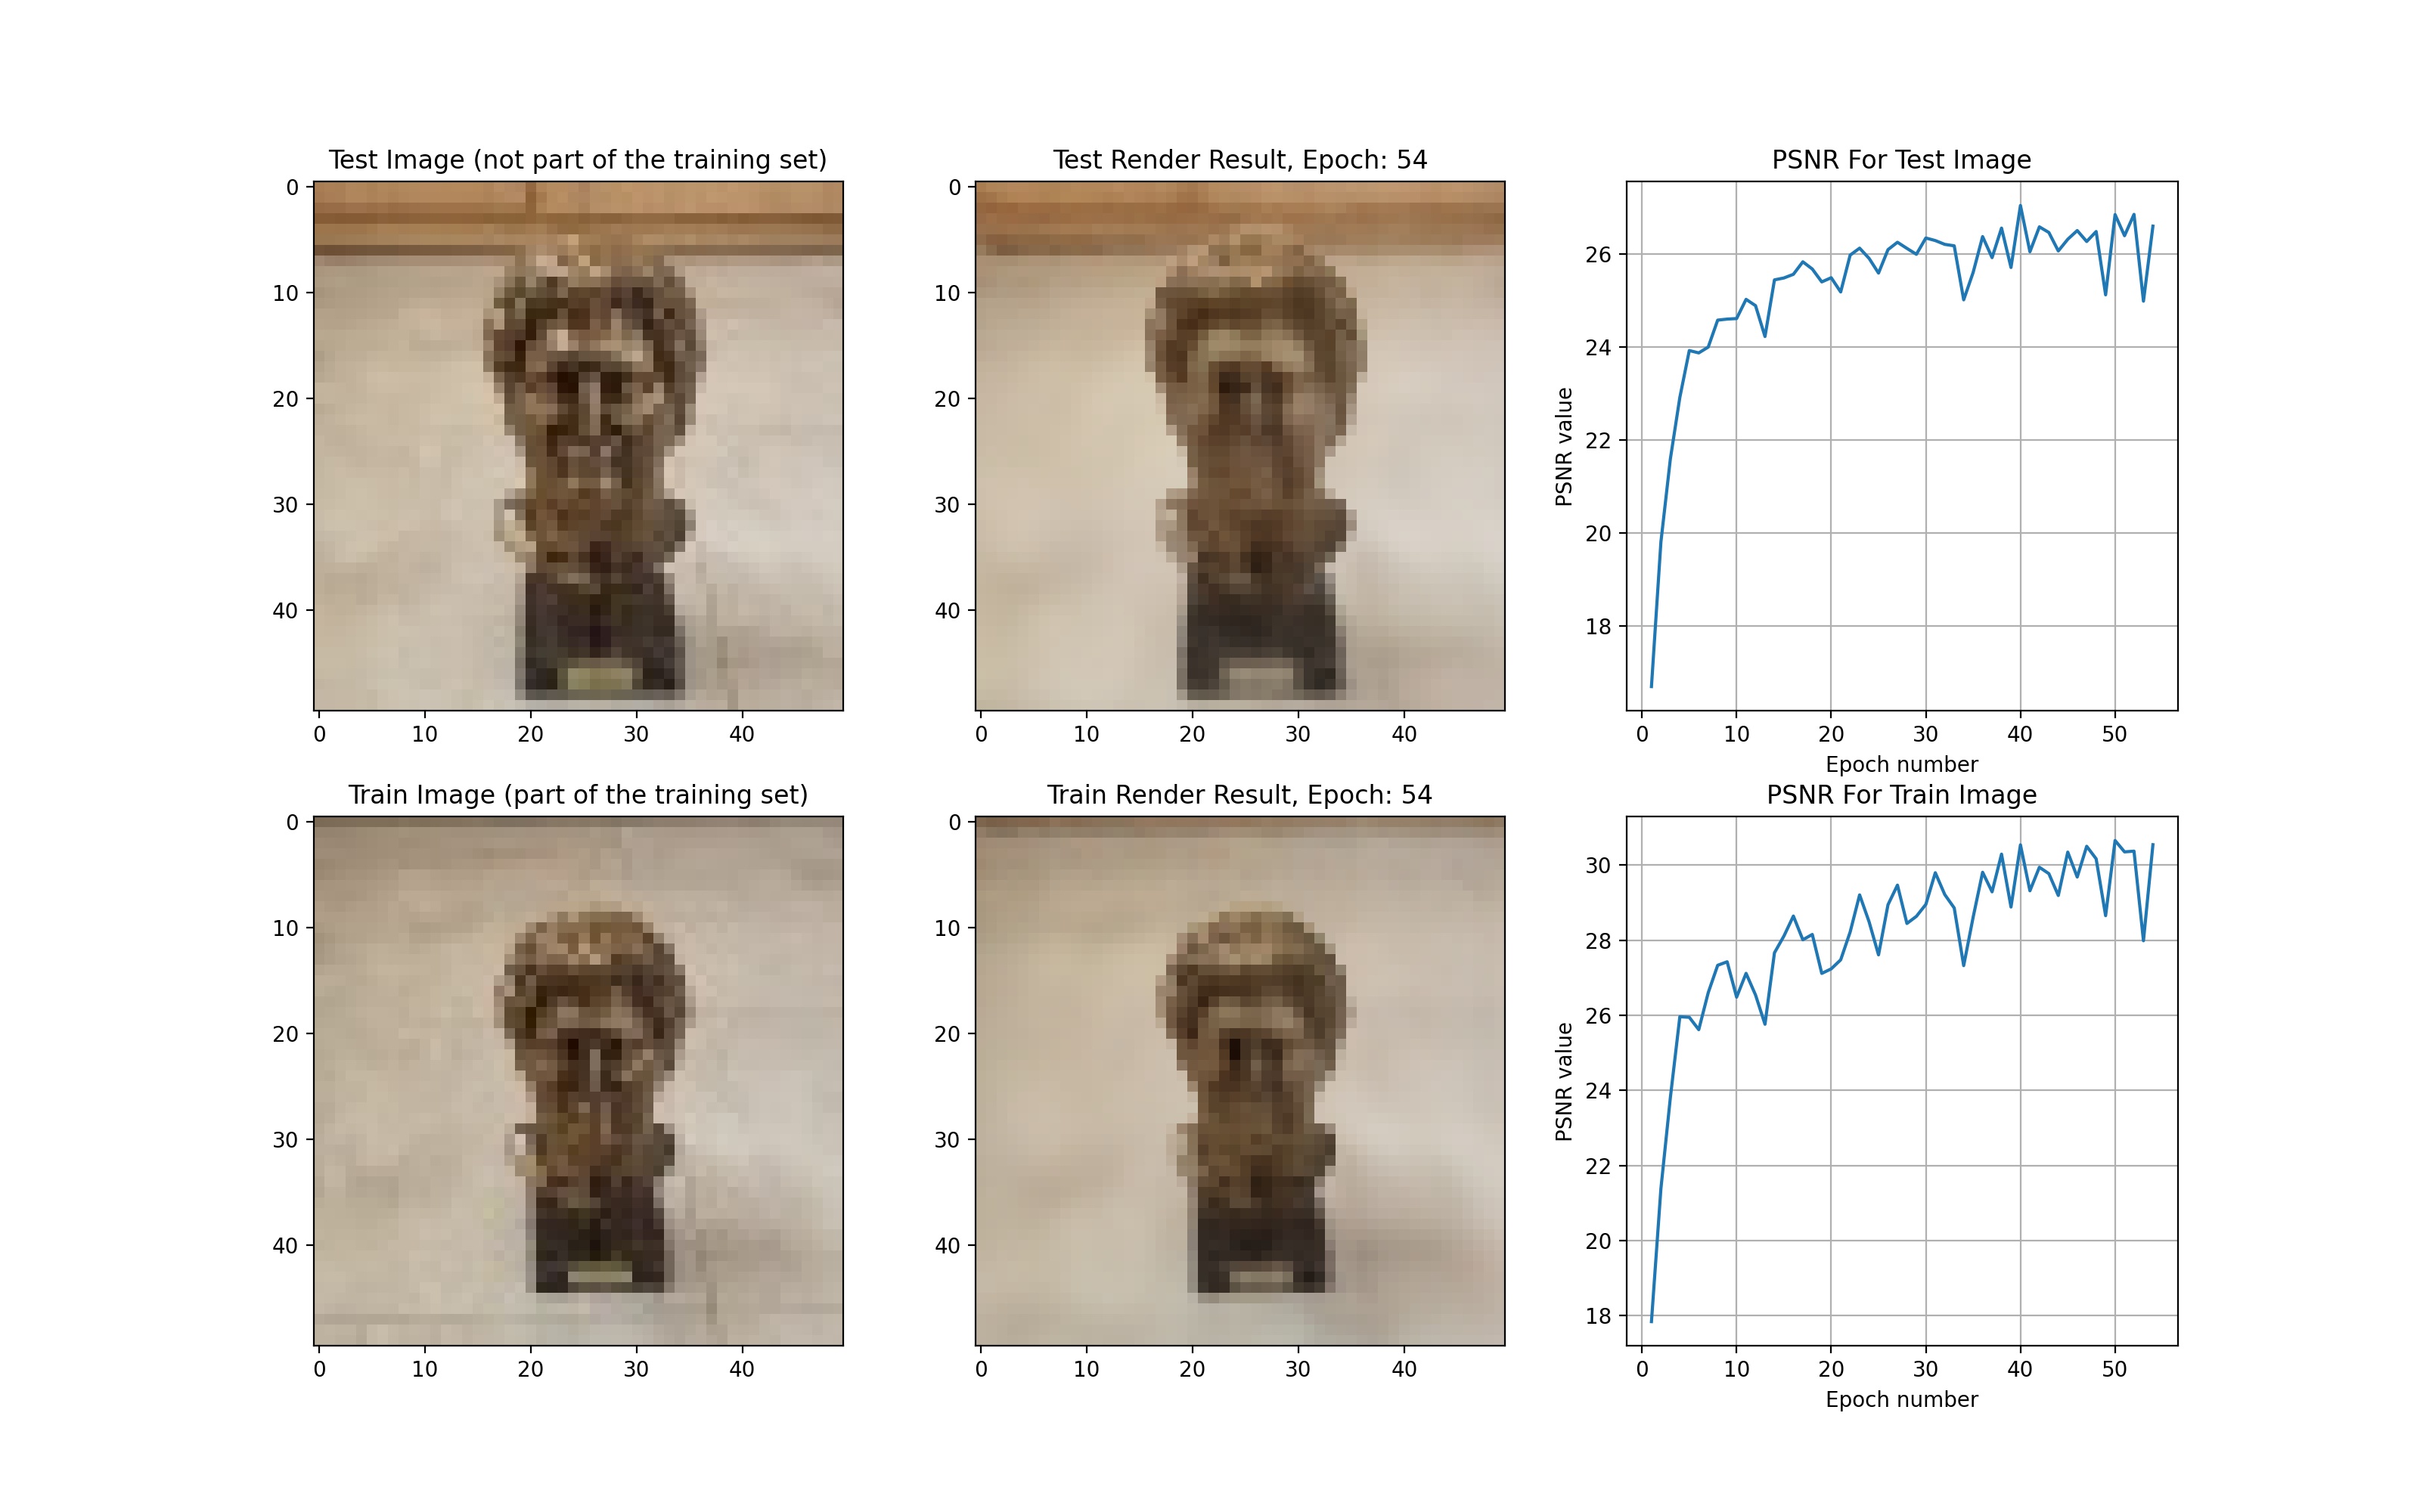 Test Image (not part of the training set)
0
10
20
30
40
0 10 20 30 40
Test Render Result, Epoch: 54
0
10
20
30
40
0 10 20 30 40
PSNR For Test Image
PSNR value
26
24
22
20
18
0 10 20 30 40 50
Epoch number
Train Image (part of the training set)
0
10
20
30
40
0 10 20 30 40
Train Render Result, Epoch: 54
0
10
20
30
40
0 10 20 30 40
PSNR For Train Image
PSNR value
30
28
26
24
22
20
18
0 10 20 30 40 50
Epoch number